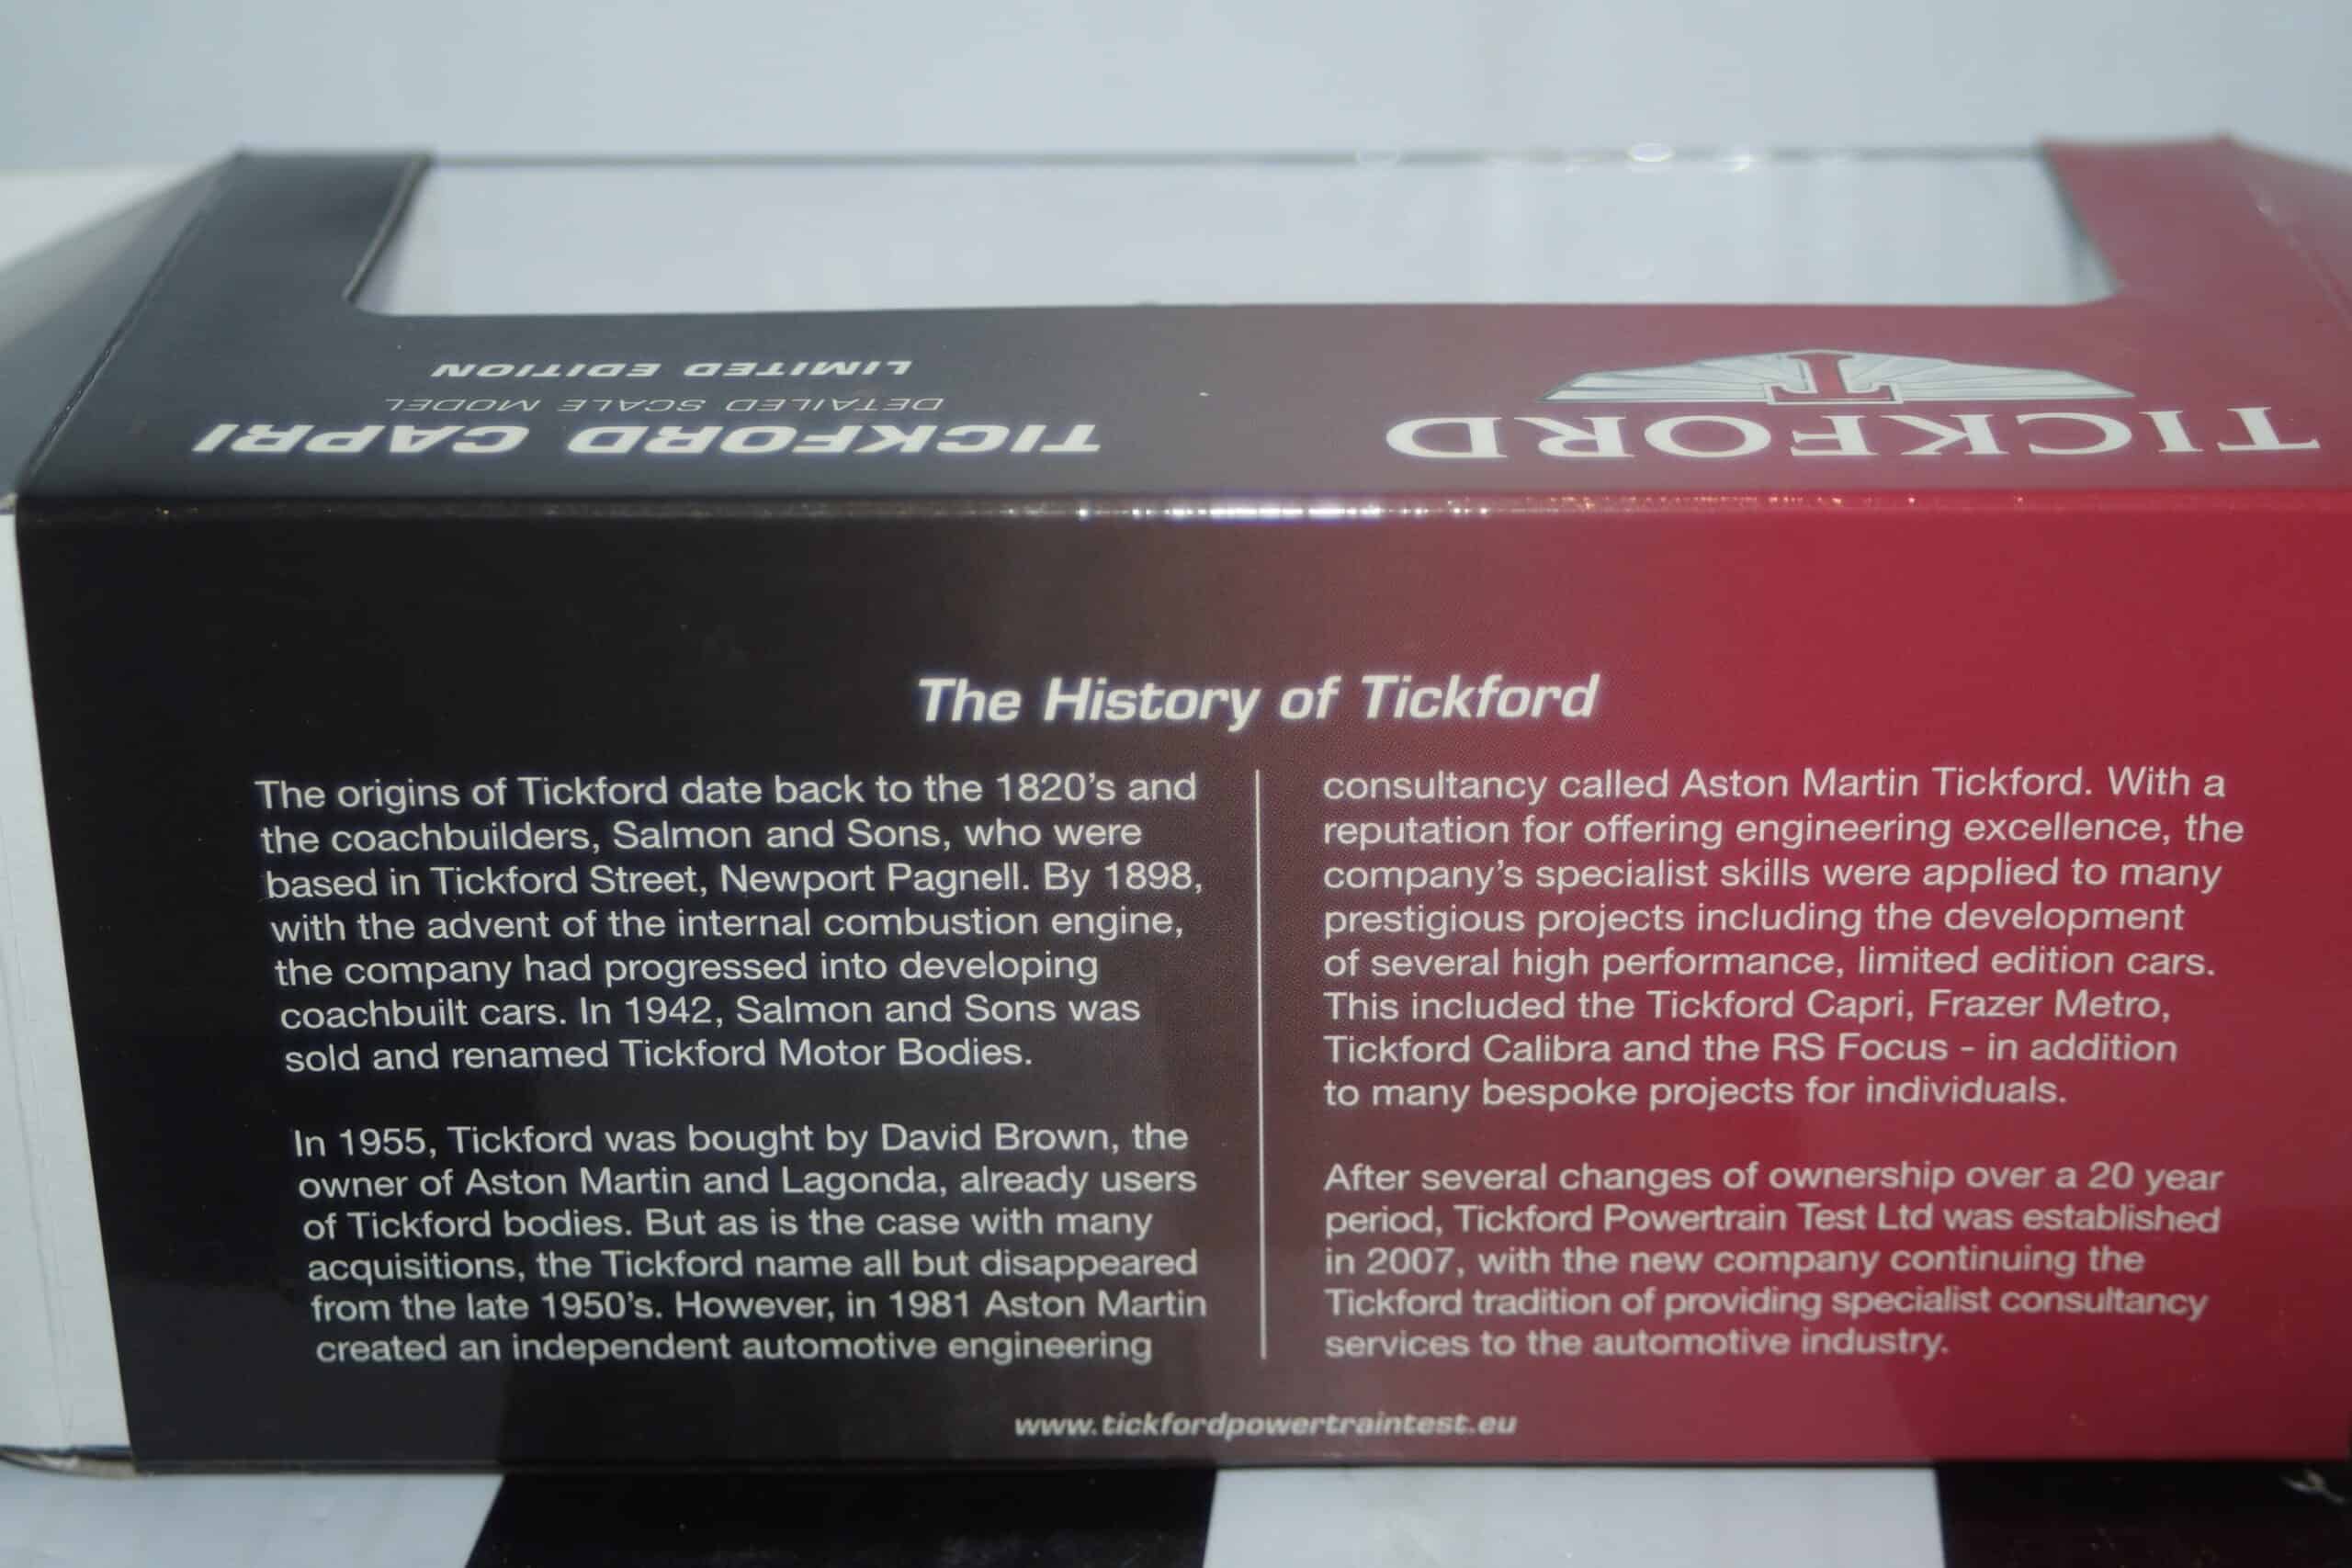 LIMITED EDITION
DETAILED SCALE MODEL
TICKFORD CAPRI
T
TICKFORD
The History of Tickford
The origins of Tickford date back to the 1820's and
the coachbuilders, Salmon and Sons, who were
based in Tickford Street, Newport Pagnell. By 1898,
with the advent of the internal combustion engine,
the company had progressed into developing
coachbuilt cars. In 1942, Salmon and Sons was
sold and renamed Tickford Motor Bodies.
In 1955, Tickford was bought by David Brown, the
owner of Aston Martin and Lagonda, already users
of Tickford bodies. But as is the case with many
acquisitions, the Tickford name all but disappeared
from the late 1950's. However, in 1981 Aston Martin
created an independent automotive engineering
consultancy called Aston Martin Tickford. With a
reputation for offering engineering excellence, the
company's specialist skills were applied to many
prestigious projects including the development
of several high performance, limited edition cars.
This included the Tickford Capri, Frazer Metro,
Tickford Calibra and the RS Focus - in addition
to many bespoke projects for individuals.
After several changes of ownership over a 20 year
period, Tickford Powertrain Test Ltd was established
in 2007, with the new company continuing the
Tickford tradition of providing specialist consultancy
services to the automotive industry.
www.tickfordpowertraintest.eu